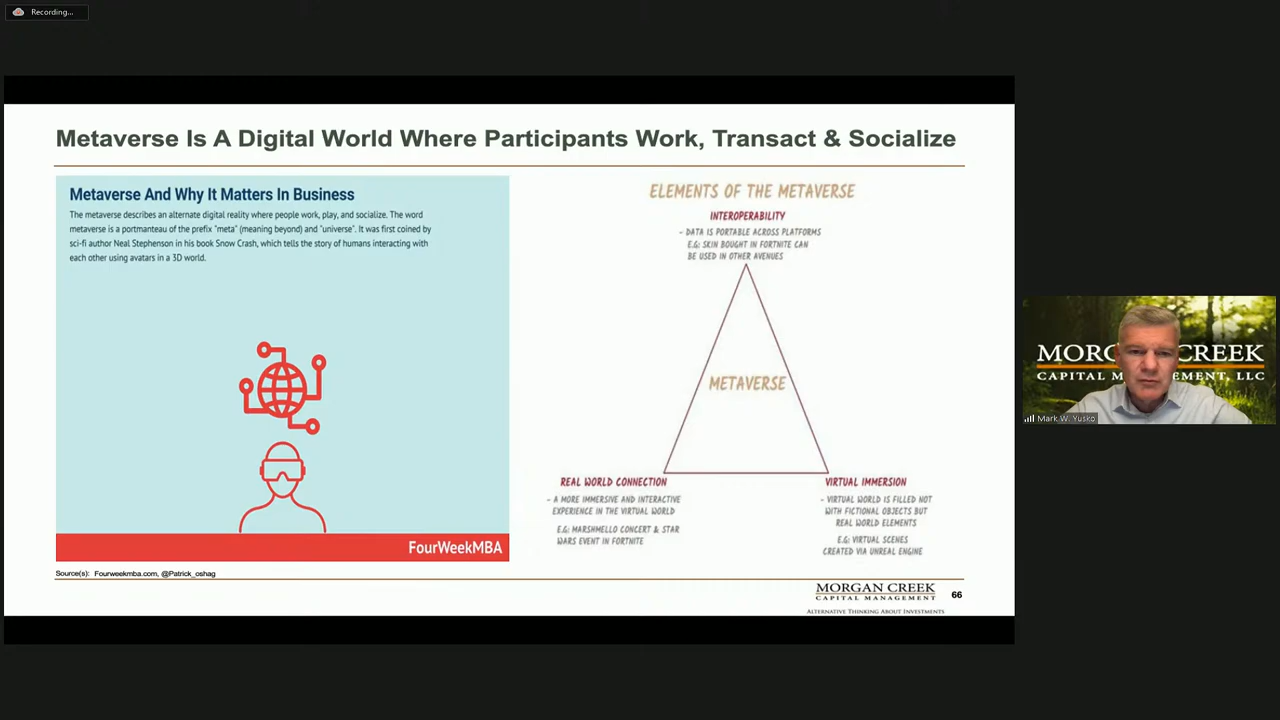 Recording...
Metaverse Is A Digital World Where Participants Work, Transact & Socialize
Metaverse And Why It Matters In Business
The metaverse describes an alternate digital reality where people work, play, and socialize. The word
metaverse is a portmanteau of the prefix "meta" (meaning beyond) and "universe". It was first coined by
sci-fi author Neal Stephenson in his book Snow Crash, which tells the story of humans interacting with
each other using avatars in a 3D world.
FourWeekMBA
ELEMENTS OF THE METAVERSE
INTEROPERABILITY
- DATA IS PORTABLE ACROSS PLATFORMS
E.G: SKIN BOUGHT IN FORTNITE CAN
BE USED IN OTHER AVENUES
METAVERSE
REAL WORLD CONNECTION
- A MORE IMMERSIVE AND INTERACTIVE
EXPERIENCE IN THE VIRTUAL WORLD
E.G: MARSHMELLO CONCERT & STAR
WARS EVENT IN FORTNITE
VIRTUAL IMMERSION
- VIRTUAL WORLD IS FILLED NOT
WITH FICTIONAL OBJECTS BUT
REAL WORLD ELEMENTS
E.G: VIRTUAL SCENES
CREATED VIA UNREAL ENGINE
Source(s): Fourweekmba.com, @Patrick_oshag
MORGAN CREEK
CAPITAL MANAGEMENT
ALTERNATIVE THINKING ABOUT INVESTMENTS
66
MORG CREEK
CAPITAL M EMENT, LLC
Mark W. Yusko